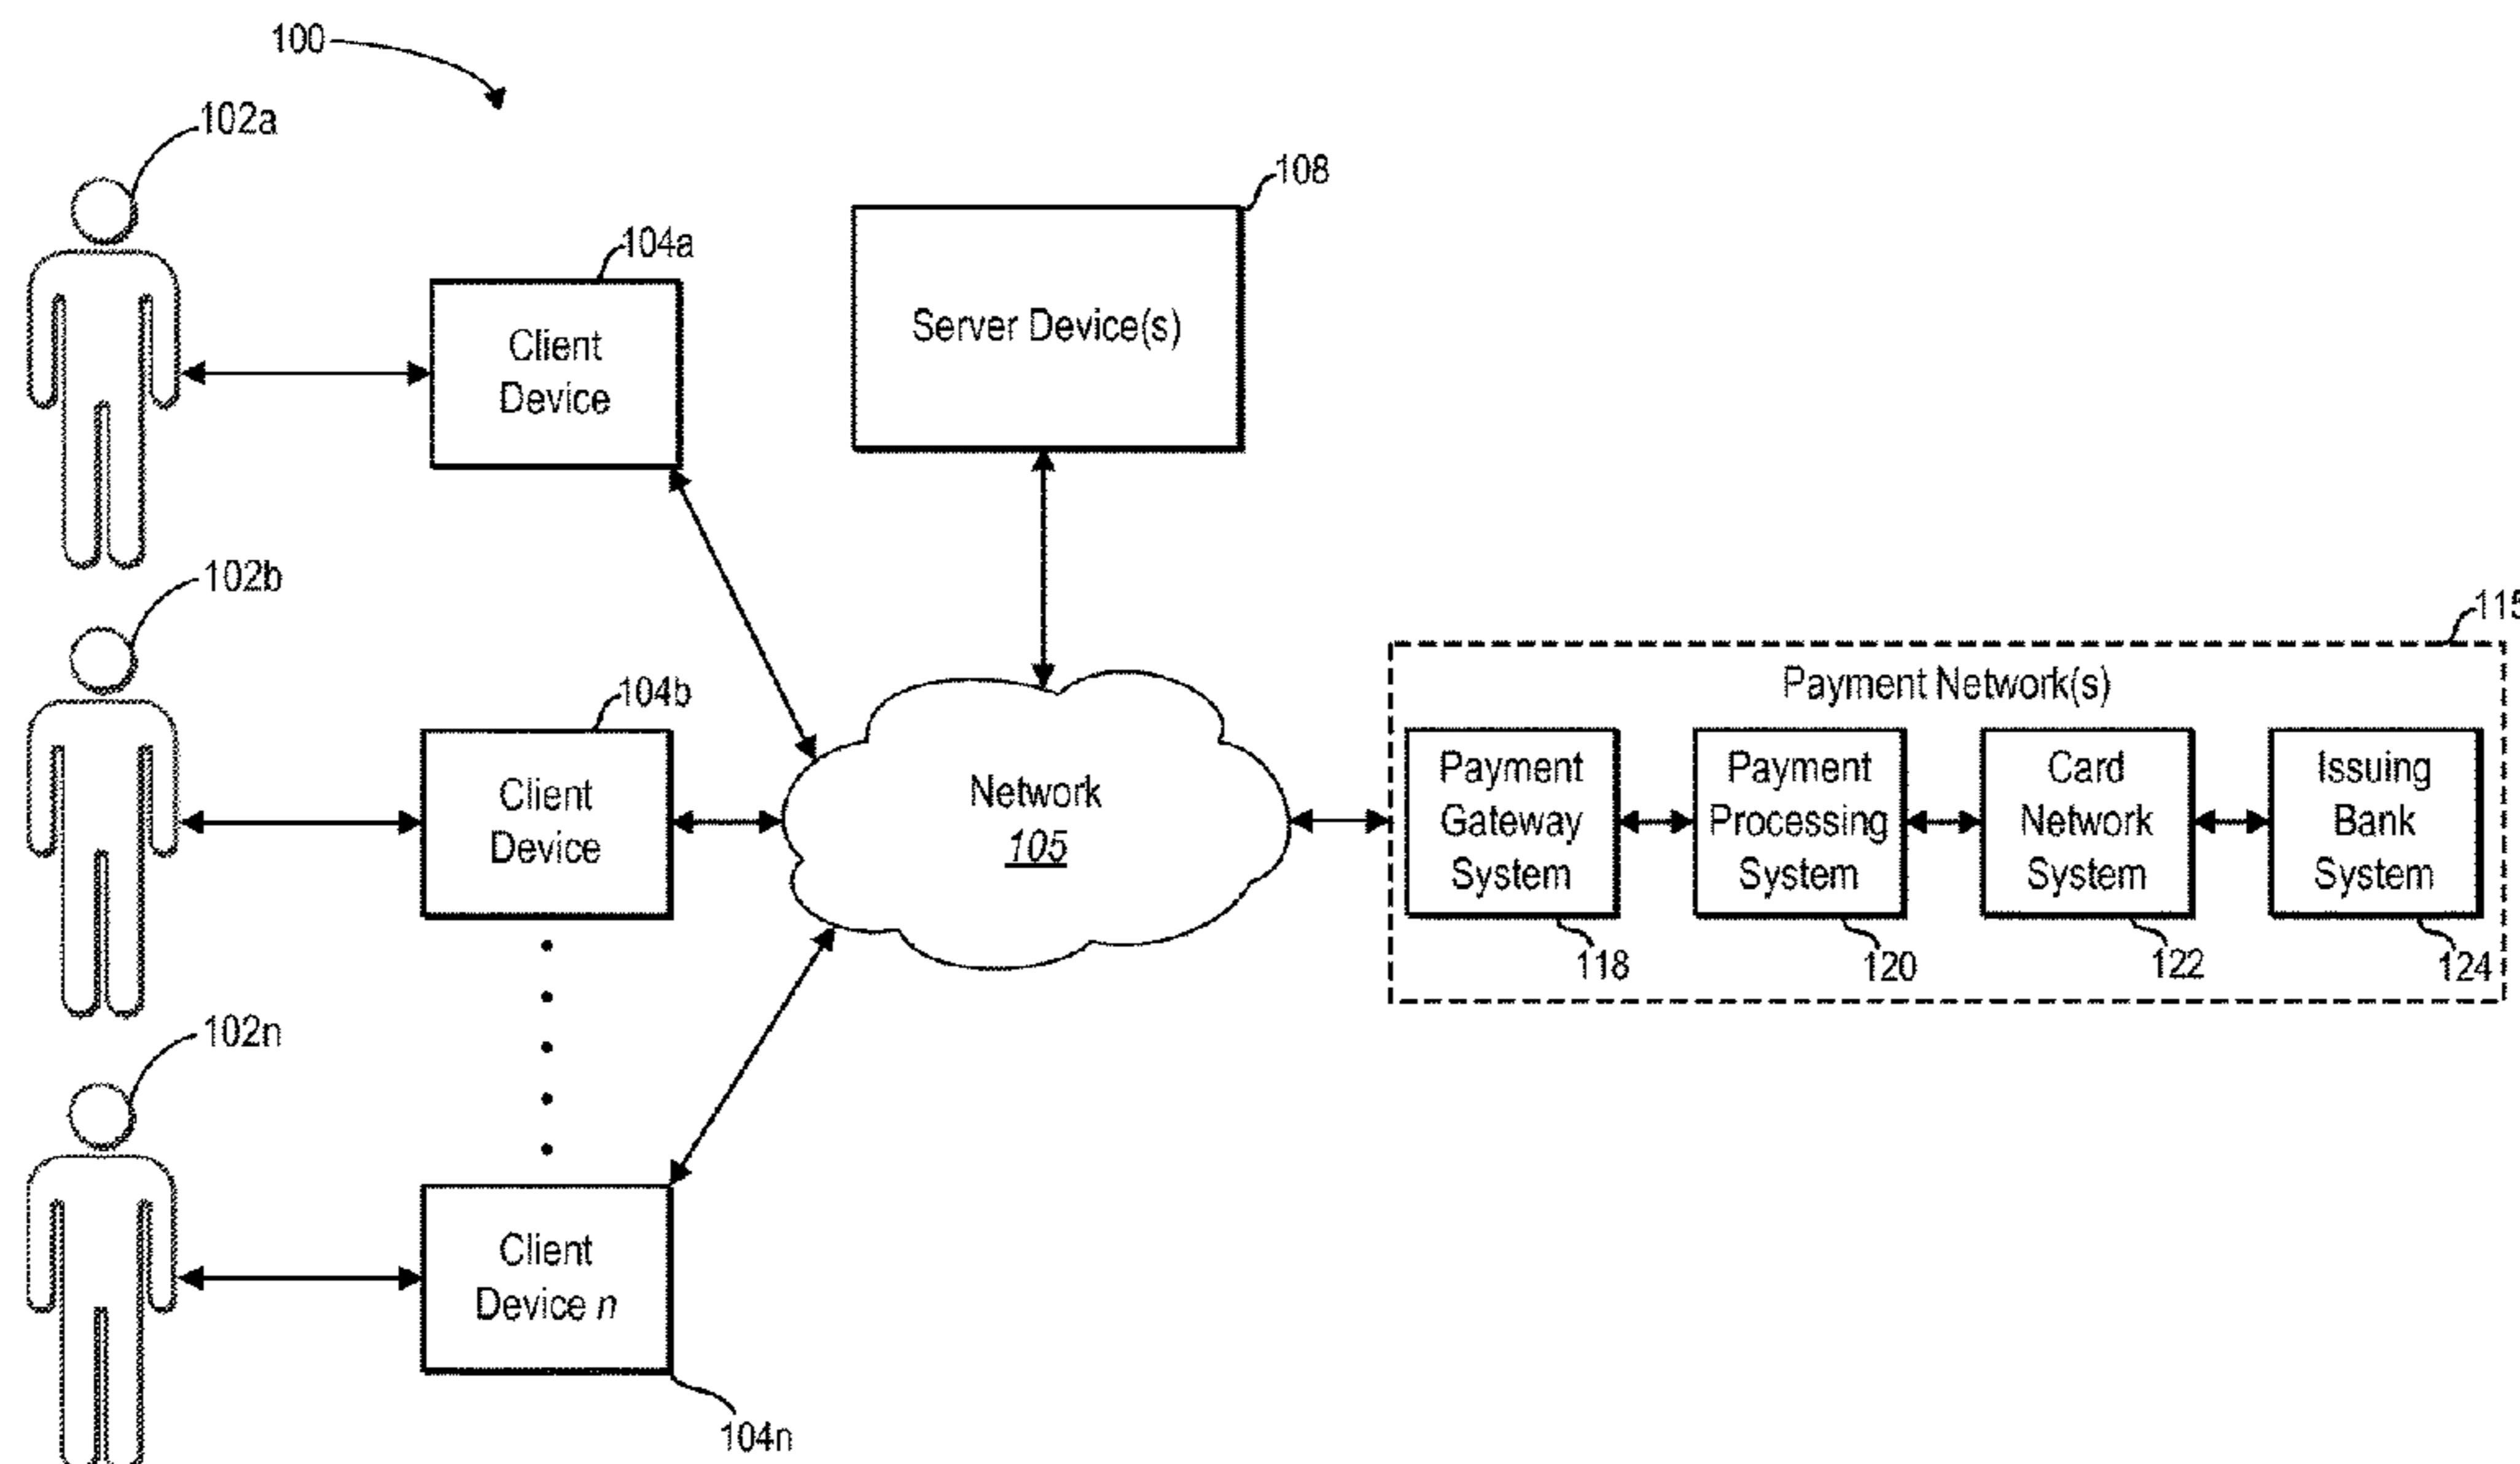 100
102a
108
104a
Server Device(s)
Client
Device
102b
115
104b
Payment Network(s)
Client
Device
Network
105
Payment
Gateway
System
Payment
Processing
System
Card
Network
System
Issuing
Bank
System
118
120
122
124
102n
Client
Device n
104n